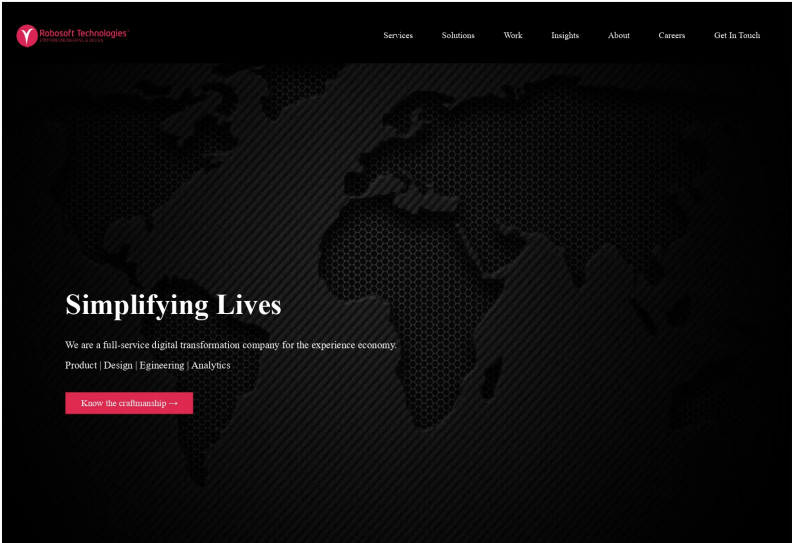 Robosoft Technologies
Services Solutions Work Insights About Careers Get In Touch
Simplifying Lives
We are a full-service digital transformation company for the experience economy.
Product | Design | Egineering | Analytics
Know the craftmanship →